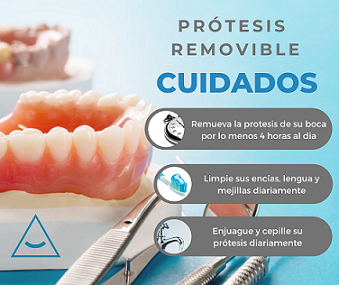 PRÓTESIS
REMOVIBLE
CUIDADOS
Remueva la protesis de su boca
por lo menos 4 horas al dia
Limpie sus encías, lengua y
mejillas diariamente
Enjuague y cepille su
prótesis diariamente